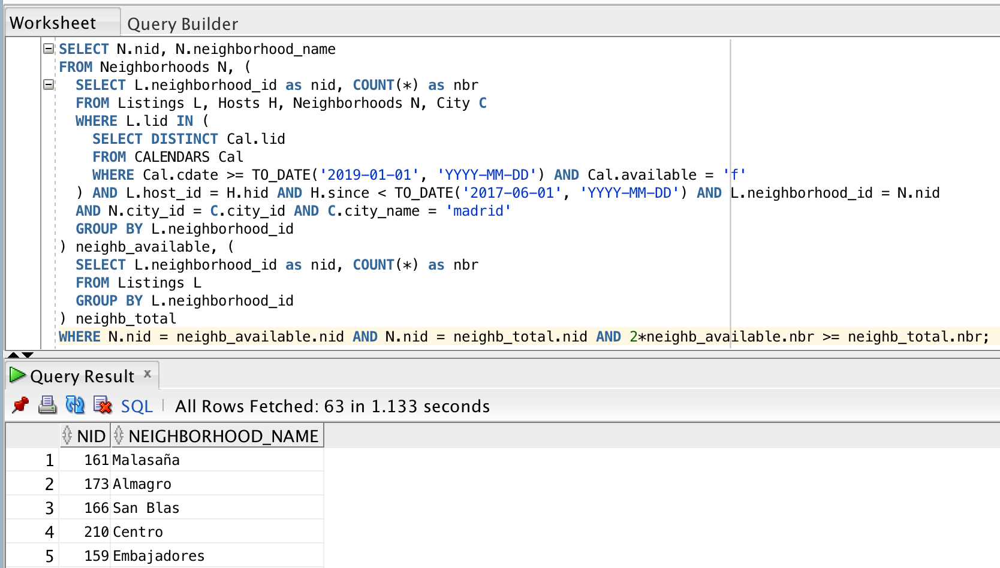 Worksheet Query Builder
SELECT N.nid, N.neighborhood_name
FROM Neighborhoods N, (
SELECT L.neighborhood_id as nid, COUNT(*) as nbr
FROM Listings L, Hosts H, Neighborhoods N, City C
WHERE L.lid IN (
SELECT DISTINCT Cal.lid
FROM CALENDARS Cal
WHERE Cal.cdate >= TO_DATE('2019-01-01', 'YYYY-MM-DD') AND Cal.available = 'f'
) AND L.host_id = H.hid AND H.since < TO_DATE('2017-06-01', 'YYYY-MM-DD') AND L.neighborhood_id = N.nid
AND N.city_id = C.city_id AND C.city_name = 'madrid'
GROUP BY L.neighborhood_id
) neighb_available, (
SELECT L.neighborhood_id as nid, COUNT(*) as nbr
FROM Listings L
GROUP BY L.neighborhood_id
) neighb_total
WHERE N.nid = neighb_available.nid AND N.nid = neighb_total.nid AND 2*neighb_available.nbr >= neighb_total.nbr;
Query Result x
SQL | All Rows Fetched: 63 in 1.133 seconds
NID NEIGHBORHOOD_NAME
1 161 Malasaña
2 173 Almagro
3 166 San Blas
4 210 Centro
5 159 Embajadores